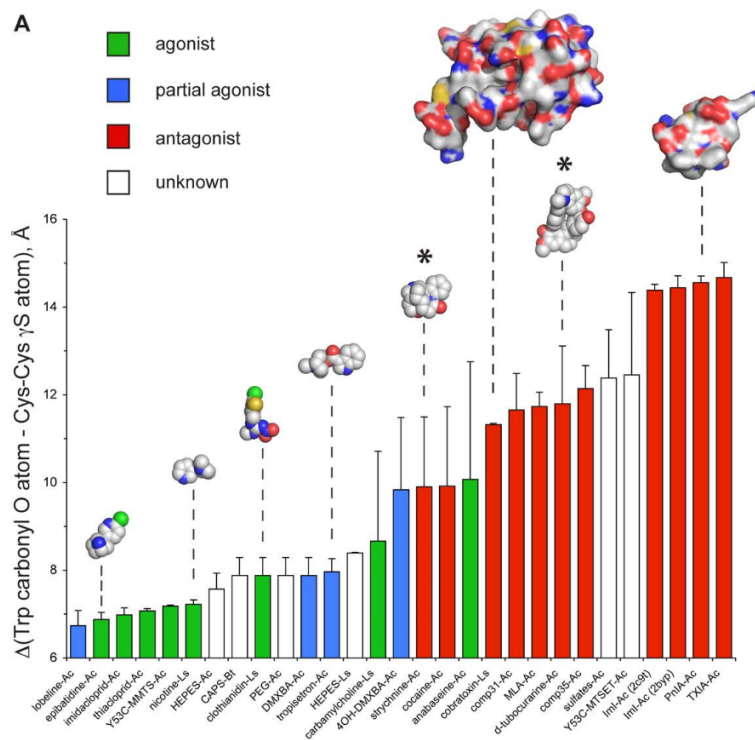 A
agonist
partial agonist
antagonist
unknown
*
*
Δ(Trp carbonyl O atom - Cys-Cys γS atom), Å
16
14
12
10
8
6
lobeline-Ac
epibatidine-Ac
imidacloprid-Ac
thiacloprid-Ac
Y53C-MMTS-Ac
nicotine-Ls
HEPES-Ac
CAPS-Bt
clothianidin-Ls
PEG-Ac
DMXBA-Ac
tropisetron-Ac
HEPES-Ls
carbamylcholine-Ls
4OH-DMXBA-Ac
strychnine-Ac
cocaine-Ac
anabaseine-Ac
cobratoxin-Ls
comp31-Ac
MLA-Ac
d-tubocurarine-Ac
comp35-Ac
sulfates-Ac
Y53C-MTSET-Ac
ImI-Ac (2c9t)
ImI-Ac (2byp)
PnIA-Ac
TXIA-Ac